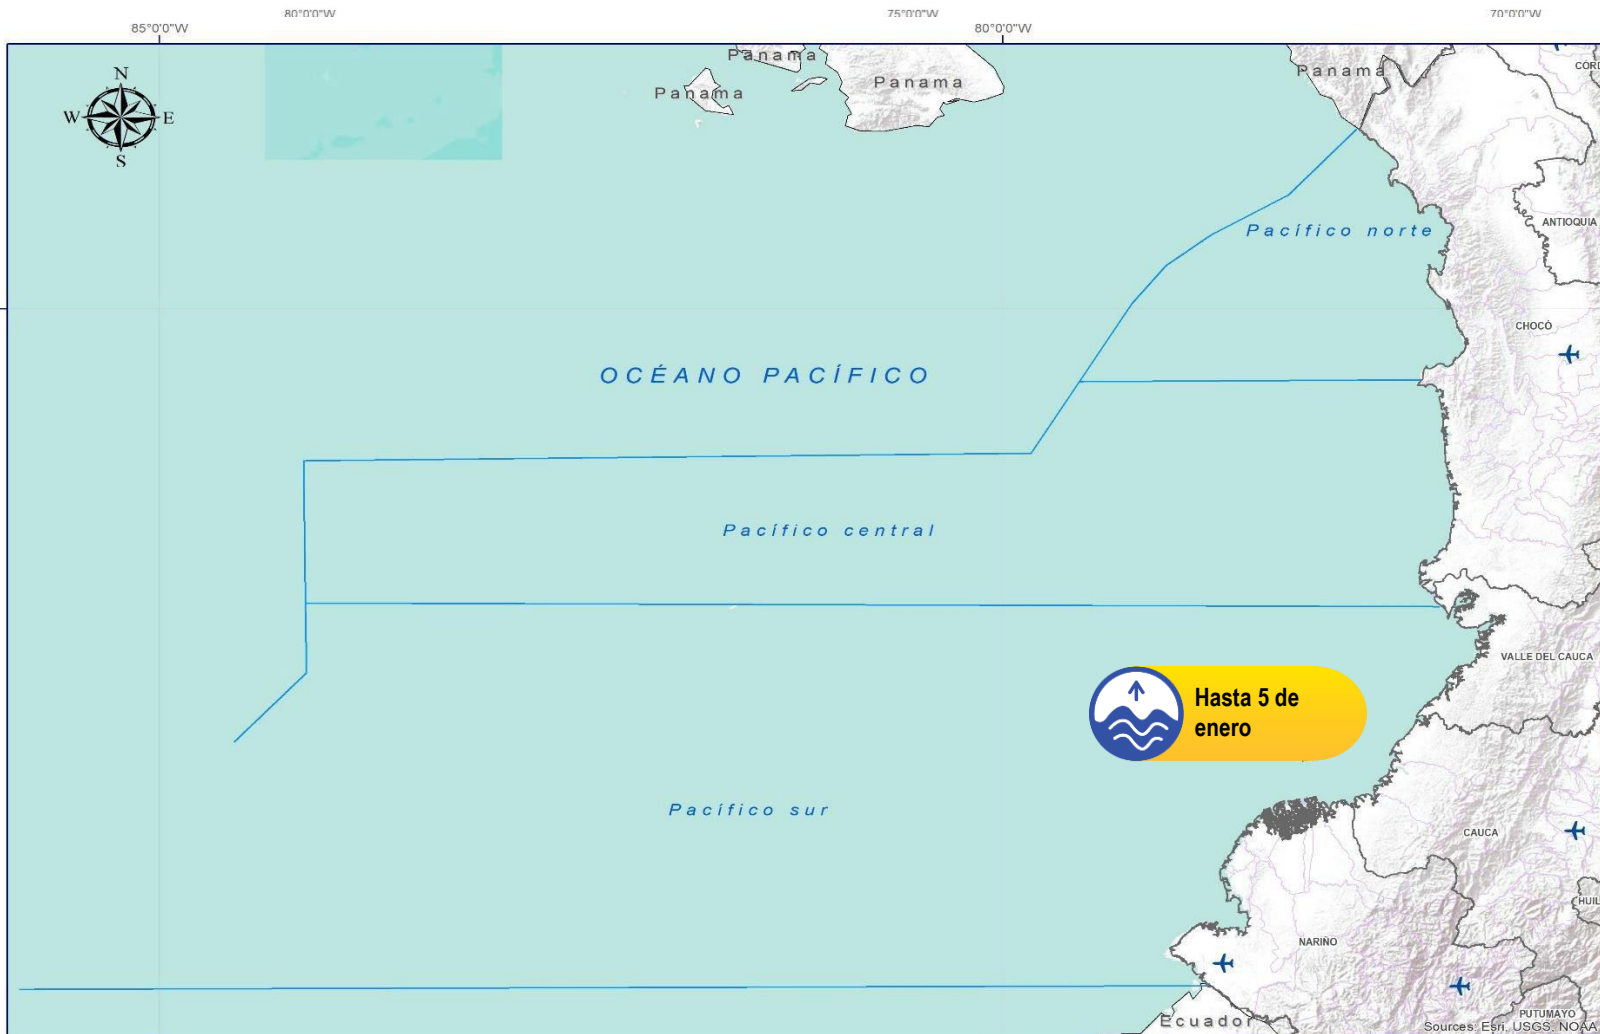 80°0'0"W
75°0'0"W
70°0'0"W
85°0'0"W
80°0'0"W
N
W
E
S
Panama
Panama
Panama
Panama
CÓRD
ANTIOQUIA
Pacífico norte
CHOCÓ
OCÉANO PACÍFICO
Pacífico central
VALLE DEL CAUCA
Hasta 5 de
enero
Pacífico sur
CAUCA
HUIL
NARIÑO
PUTUMAYO
Ecuador
Sources: Esri, USGS, NOAA